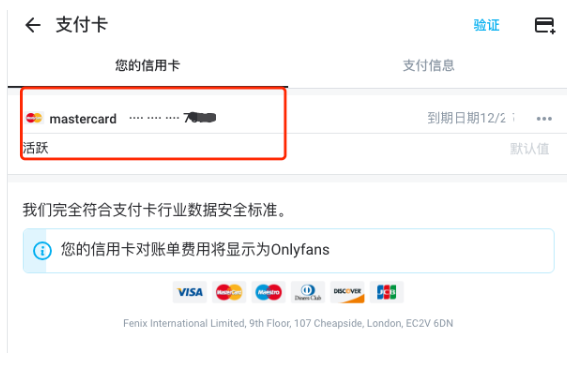 支付卡
验证
您的信用卡
支付信息
mastercard ···· ···· ···· 7
到期日期12/2
活跃
默认值
我们完全符合支付卡行业数据安全标准。
您的信用卡对账单费用将显示为Onlyfans
VISA MasterCard Maestro Diners Club DISCOVER JCB
Fenix International Limited, 9th Floor, 107 Cheapside, London, EC2V 6DN